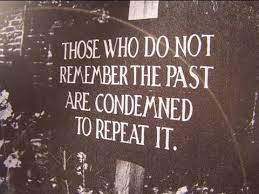 THOSE WHO DO NOT
REMEMBER THE PAST
ARE CONDEMNED
TO REPEAT IT.